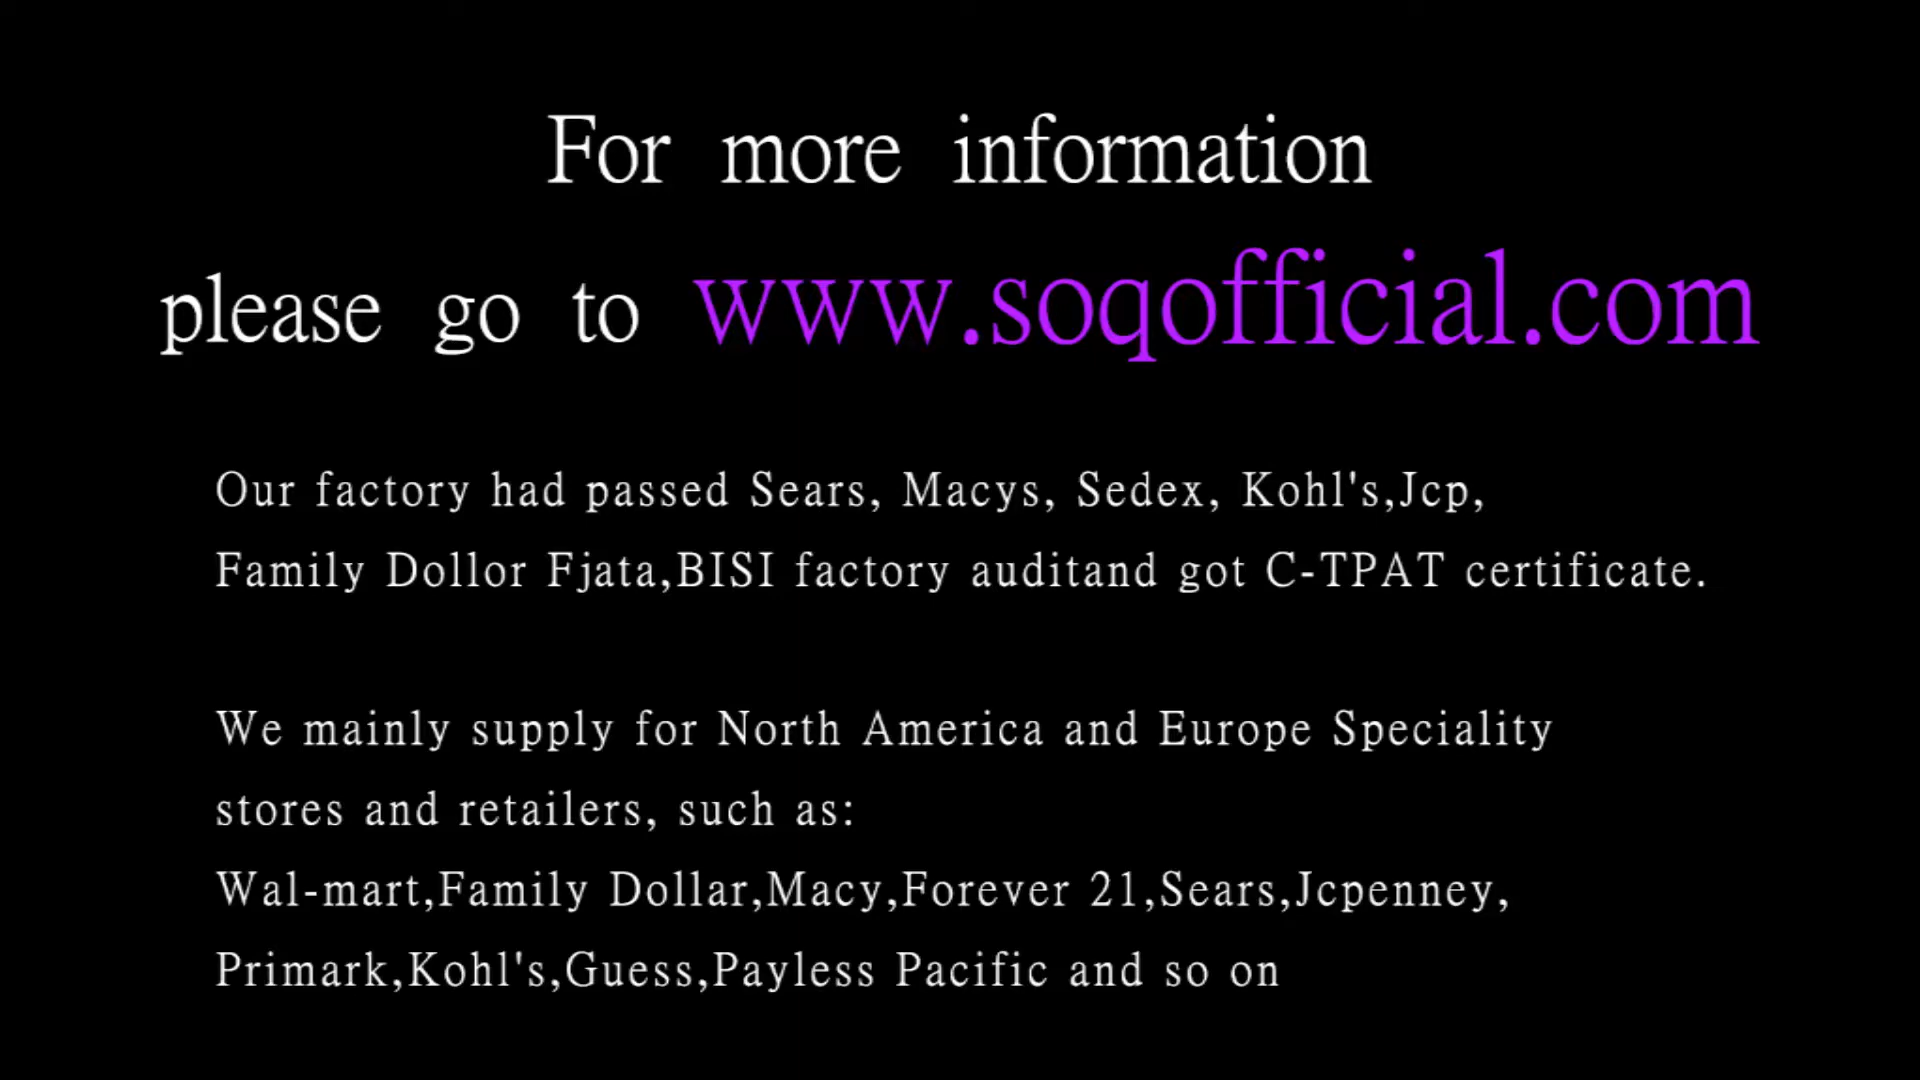 For more information
please go to www.soqofficial.com
Our factory had passed Sears, Macys, Sedex, Kohl's,Jcp,
Family Dollor Fjata,BISI factory auditand got C-TPAT certificate.
We mainly supply for North America and Europe Speciality
stores and retailers, such as:
Wal-mart,Family Dollar,Macy,Forever 21,Sears,Jcpenney,
Primark,Kohl's,Guess,Payless Pacific and so on